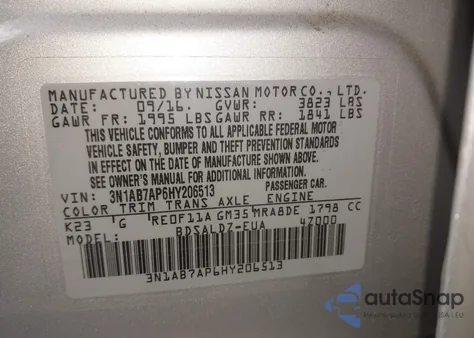 MANUFACTURED BY NISSAN MOTOR CO., LTD.
DATE: 09/16. GVWR: 3823 LBS
GAWR FR: 1995 LBS GAWR RR: 1841 LBS
THIS VEHICLE CONFORMS TO ALL APPLICABLE FEDERAL MOTOR
VEHICLE SAFETY, BUMPER, AND THEFT PREVENTION STANDARDS
IN EFFECT ON THE DATE OF MANUFACTURE SHOWN ABOVE.
SEE OWNER'S MANUAL FOR ADDITIONAL INFORMATION.
VIN: 3N1AB7AP6HY206513 PASSENGER CAR.
COLOR TRIM TRANS AXLE ENGINE
K23 G RE0F11A GM35 MRA8DE 1798 CC
MODEL: BDSALDZ-EUA 4Z000
3N1AB7AP6HY206513
autoSnap